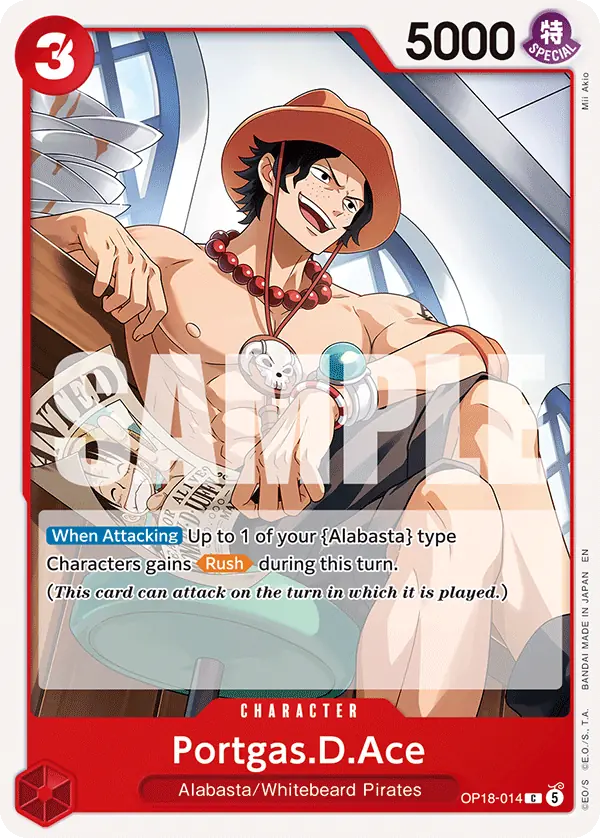 3
5000
特
SPECIAL
Mii Akio
WANTED
SAMPLE
When Attacking Up to 1 of your {Alabasta} type
Characters gains Rush during this turn.
(This card can attack on the turn in which it is played.)
CHARACTER
Portgas.D.Ace
Alabasta/Whitebeard Pirates
OP18-014 C 5
©EO/S ©E.O./S., T.A. BANDAI MADE IN JAPAN EN